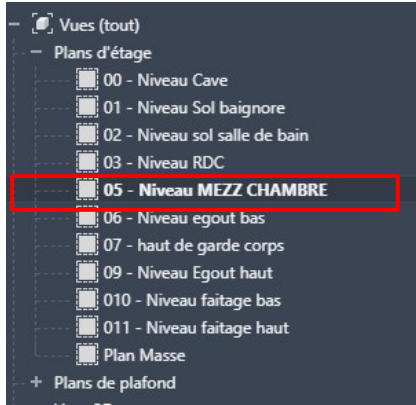 Vues (tout)
Plans d'étage
00 - Niveau Cave
01 - Niveau Sol baignore
02 - Niveau sol salle de bain
03 - Niveau RDC
05 - Niveau MEZZ CHAMBRE
06 - Niveau egout bas
07 - haut de garde corps
09 - Niveau Egout haut
010 - Niveau faitage bas
011 - Niveau faitage haut
Plan Masse
Plans de plafond